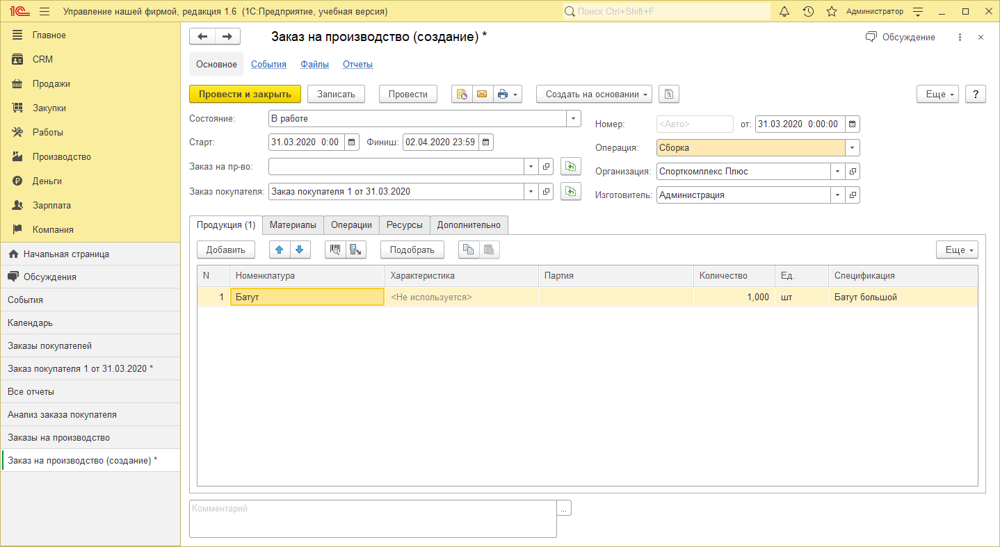 1С Управление нашей фирмой, редакция 1.6 (1С:Предприятие, учебная версия) Поиск Ctrl+Shift+F Администратор
Главное
CRM
Продажи
Закупки
Работы
Производство
Деньги
Зарплата
Компания
Начальная страница
Обсуждения
События
Календарь
Заказы покупателей
Заказ покупателя 1 от 31.03.2020 *
Все отчеты
Анализ заказа покупателя
Заказы на производство
Заказ на производство (создание) *
Заказ на производство (создание) * Обсуждение
Основное События Файлы Отчеты
Провести и закрыть Записать Провести Создать на основании Еще ?
Состояние: В работе
Номер: <Авто> от: 31.03.2020 0:00:00
Старт: 31.03.2020 0:00 Финиш: 02.04.2020 23:59
Операция: Сборка
Заказ на пр-во:
Организация: Спорткомплекс Плюс
Заказ покупателя: Заказ покупателя 1 от 31.03.2020
Изготовитель: Администрация
Продукция (1) Материалы Операции Ресурсы Дополнительно
Добавить Подобрать Еще
N Номенклатура Характеристика Партия Количество Ед. Спецификация
1 Батут <Не используется> 1,000 шт Батут большой
Комментарий ...